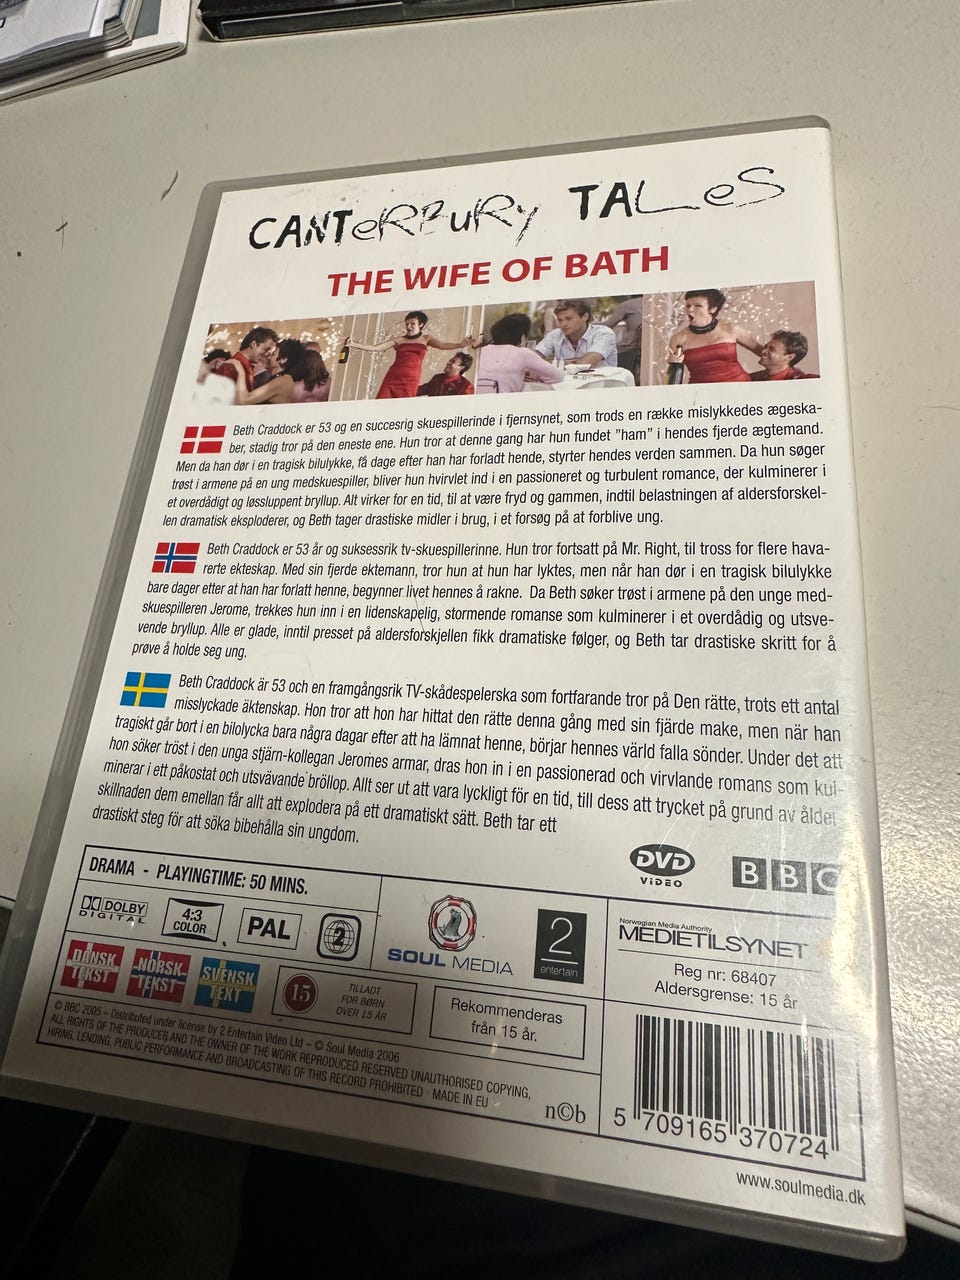 CANTERBURY TALES
THE WIFE OF BATH
Beth Craddock er 53 og en succesrig skuespillerinde i fjernsynet, som trods en række mislykkedes ægeska-
ber, stadig tror på den eneste ene. Hun tror at denne gang har hun fundet "ham" i hendes fjerde ægtemand.
Men da han dør i en tragisk bilulykke, få dage efter han har forladt hende, styrter hendes verden sammen. Da hun søger
trøst i armene på en ung medskuespiller, bliver hun hvirvlet ind i en passioneret og turbulent romance, der kulminerer i
et overdådigt og løssluppent bryllup. Alt virker for en tid, til at være fryd og gammen, indtil belastningen af aldersforskel-
len dramatisk eksploderer, og Beth tager drastiske midler i brug, i et forsøg på at forblive ung.
Beth Craddock er 53 år og suksessrik tv-skuespillerinne. Hun tror fortsatt på Mr. Right, til tross for flere hava-
rerte ekteskap. Med sin fjerde ektemann, tror hun at hun har lyktes, men når han dør i en tragisk bilulykke
bare dager etter at han har forlatt henne, begynner livet hennes å rakne. Da Beth søker trøst i armene på den unge med-
skuespilleren Jerome, trekkes hun inn i en lidenskapelig, stormende romanse som kulminerer i et overdådig og utsve-
vende bryllup. Alle er glade, inntil presset på aldersforskjellen fikk dramatiske følger, og Beth tar drastiske skritt for å
prøve å holde seg ung.
Beth Craddock är 53 och en framgångsrik TV-skådespelerska som fortfarande tror på Den rätte, trots ett antal
misslyckade äktenskap. Hon tror att hon har hittat den rätte denna gång med sin fjärde make, men när han
tragiskt går bort i en bilolycka bara några dagar efter att ha lämnat henne, börjar hennes värld falla sönder. Under det att
hon söker tröst i den unga stjärn-kollegan Jeromes armar, dras hon in i en passionerad och virvlande romans som kul-
minerar i ett påkostat och utsvävande bröllop. Allt ser ut att vara lyckligt för en tid, till dess att trycket på grund av ålder
skillnaden dem emellan får allt att explodera på ett dramatiskt sätt. Beth tar ett
drastiskt steg för att söka bibehålla sin ungdom.
DVD
VIDEO
BBC
DRAMA - PLAYINGTIME: 50 MINS.
DOLBY
DIGITAL
4:3
COLOR
PAL
2
SOUL MEDIA
2
entertain
Norwegian Media Authority
MEDIETILSYNET
Reg nr: 68407
Aldersgrense: 15 år
DANSK
TEKST
NORSK
TEKST
SVENSK
TEXT
15
TILLADT
FOR BØRN
OVER 15 ÅR
Rekommenderas
från 15 år.
© BBC 2005 - Distributed under license by 2 Entertain Video Ltd - © Soul Media 2006
ALL RIGHTS OF THE PRODUCER AND THE OWNER OF THE WORK REPRODUCED RESERVED UNAUTHORISED COPYING,
HIRING, LENDING, PUBLIC PERFORMANCE AND BROADCASTING OF THIS RECORD PROHIBITED · MADE IN EU
n©b
5 709165 370724
www.soulmedia.dk